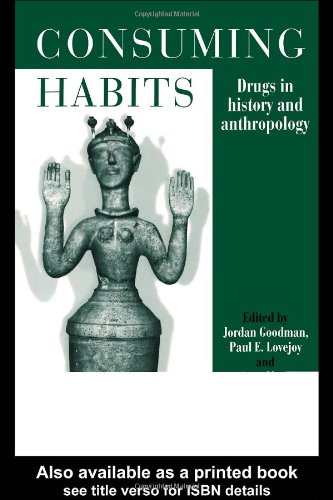 CONSUMING
HABITS
Drugs in
history and
anthropology
Edited by
Jordan Goodman,
Paul E. Lovejoy
and
Also available as a printed book
see title verso for ISBN details